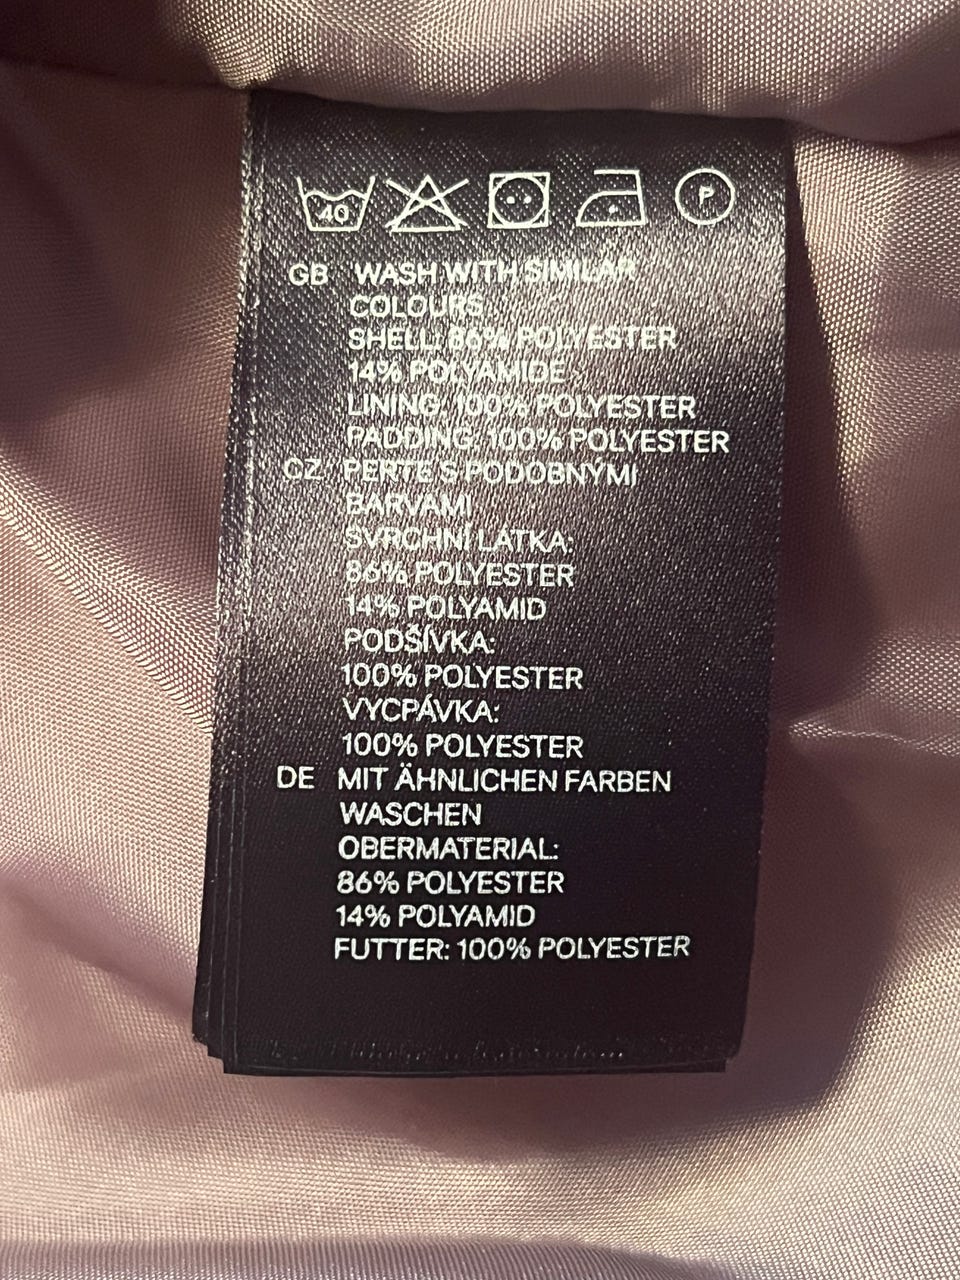 40
P
GB WASH WITH SIMILAR
COLOURS
SHELL: 86% POLYESTER
14% POLYAMIDE
LINING: 100% POLYESTER
PADDING: 100% POLYESTER
CZ PERTE S PODOBNÝMI
BARVAMI
SVRCHNÍ LÁTKA:
86% POLYESTER
14% POLYAMID
PODŠÍVKA:
100% POLYESTER
VYCPÁVKA:
100% POLYESTER
DE MIT ÄHNLICHEN FARBEN
WASCHEN
OBERMATERIAL:
86% POLYESTER
14% POLYAMID
FUTTER: 100% POLYESTER